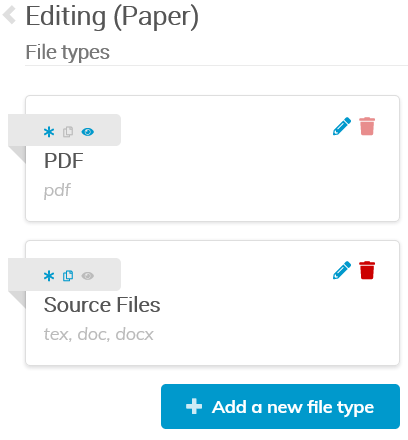 Editing (Paper)
File types
PDF
pdf
Source Files
tex, doc, docx
Add a new file type